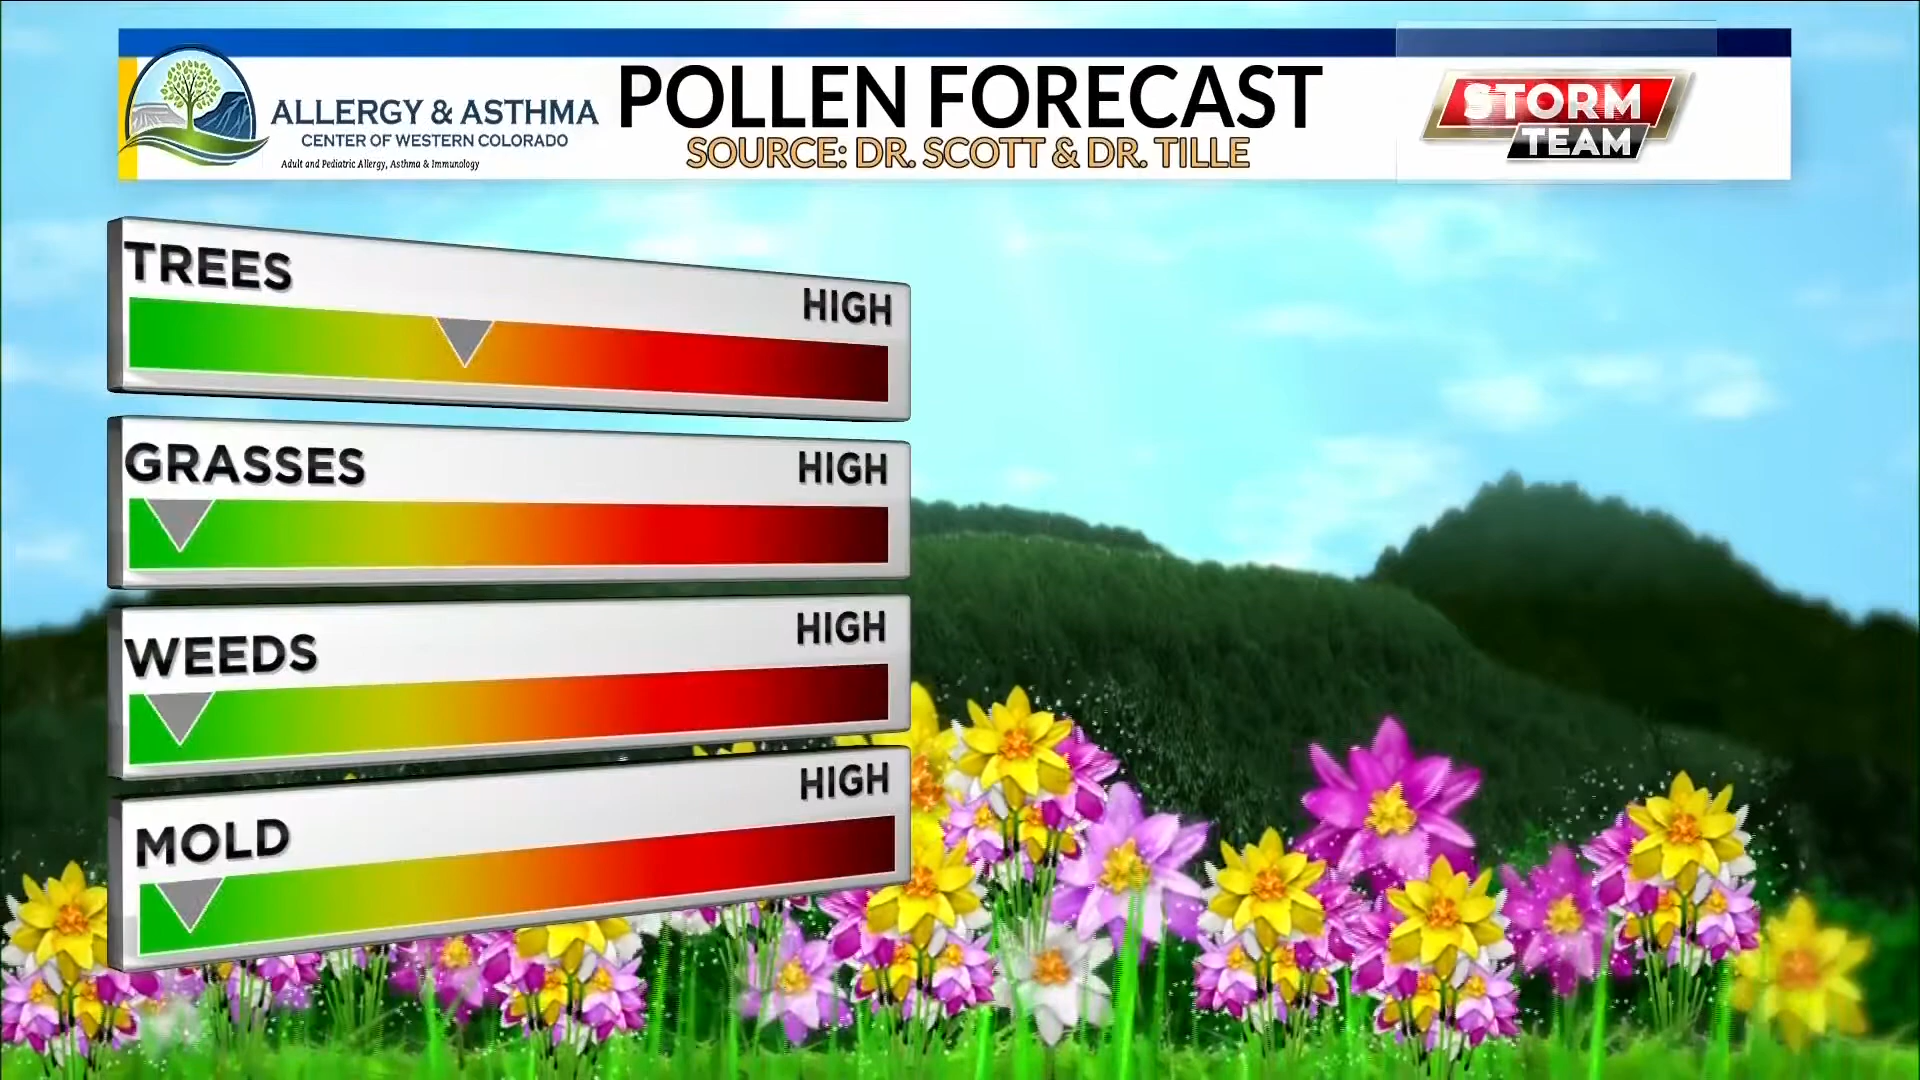 ALLERGY & ASTHMA
CENTER OF WESTERN COLORADO
Adult and Pediatric Allergy, Asthma & Immunology
POLLEN FORECAST
SOURCE: DR. SCOTT & DR. TILLE
STORM
TEAM
TREES
HIGH
GRASSES
HIGH
WEEDS
HIGH
MOLD
HIGH